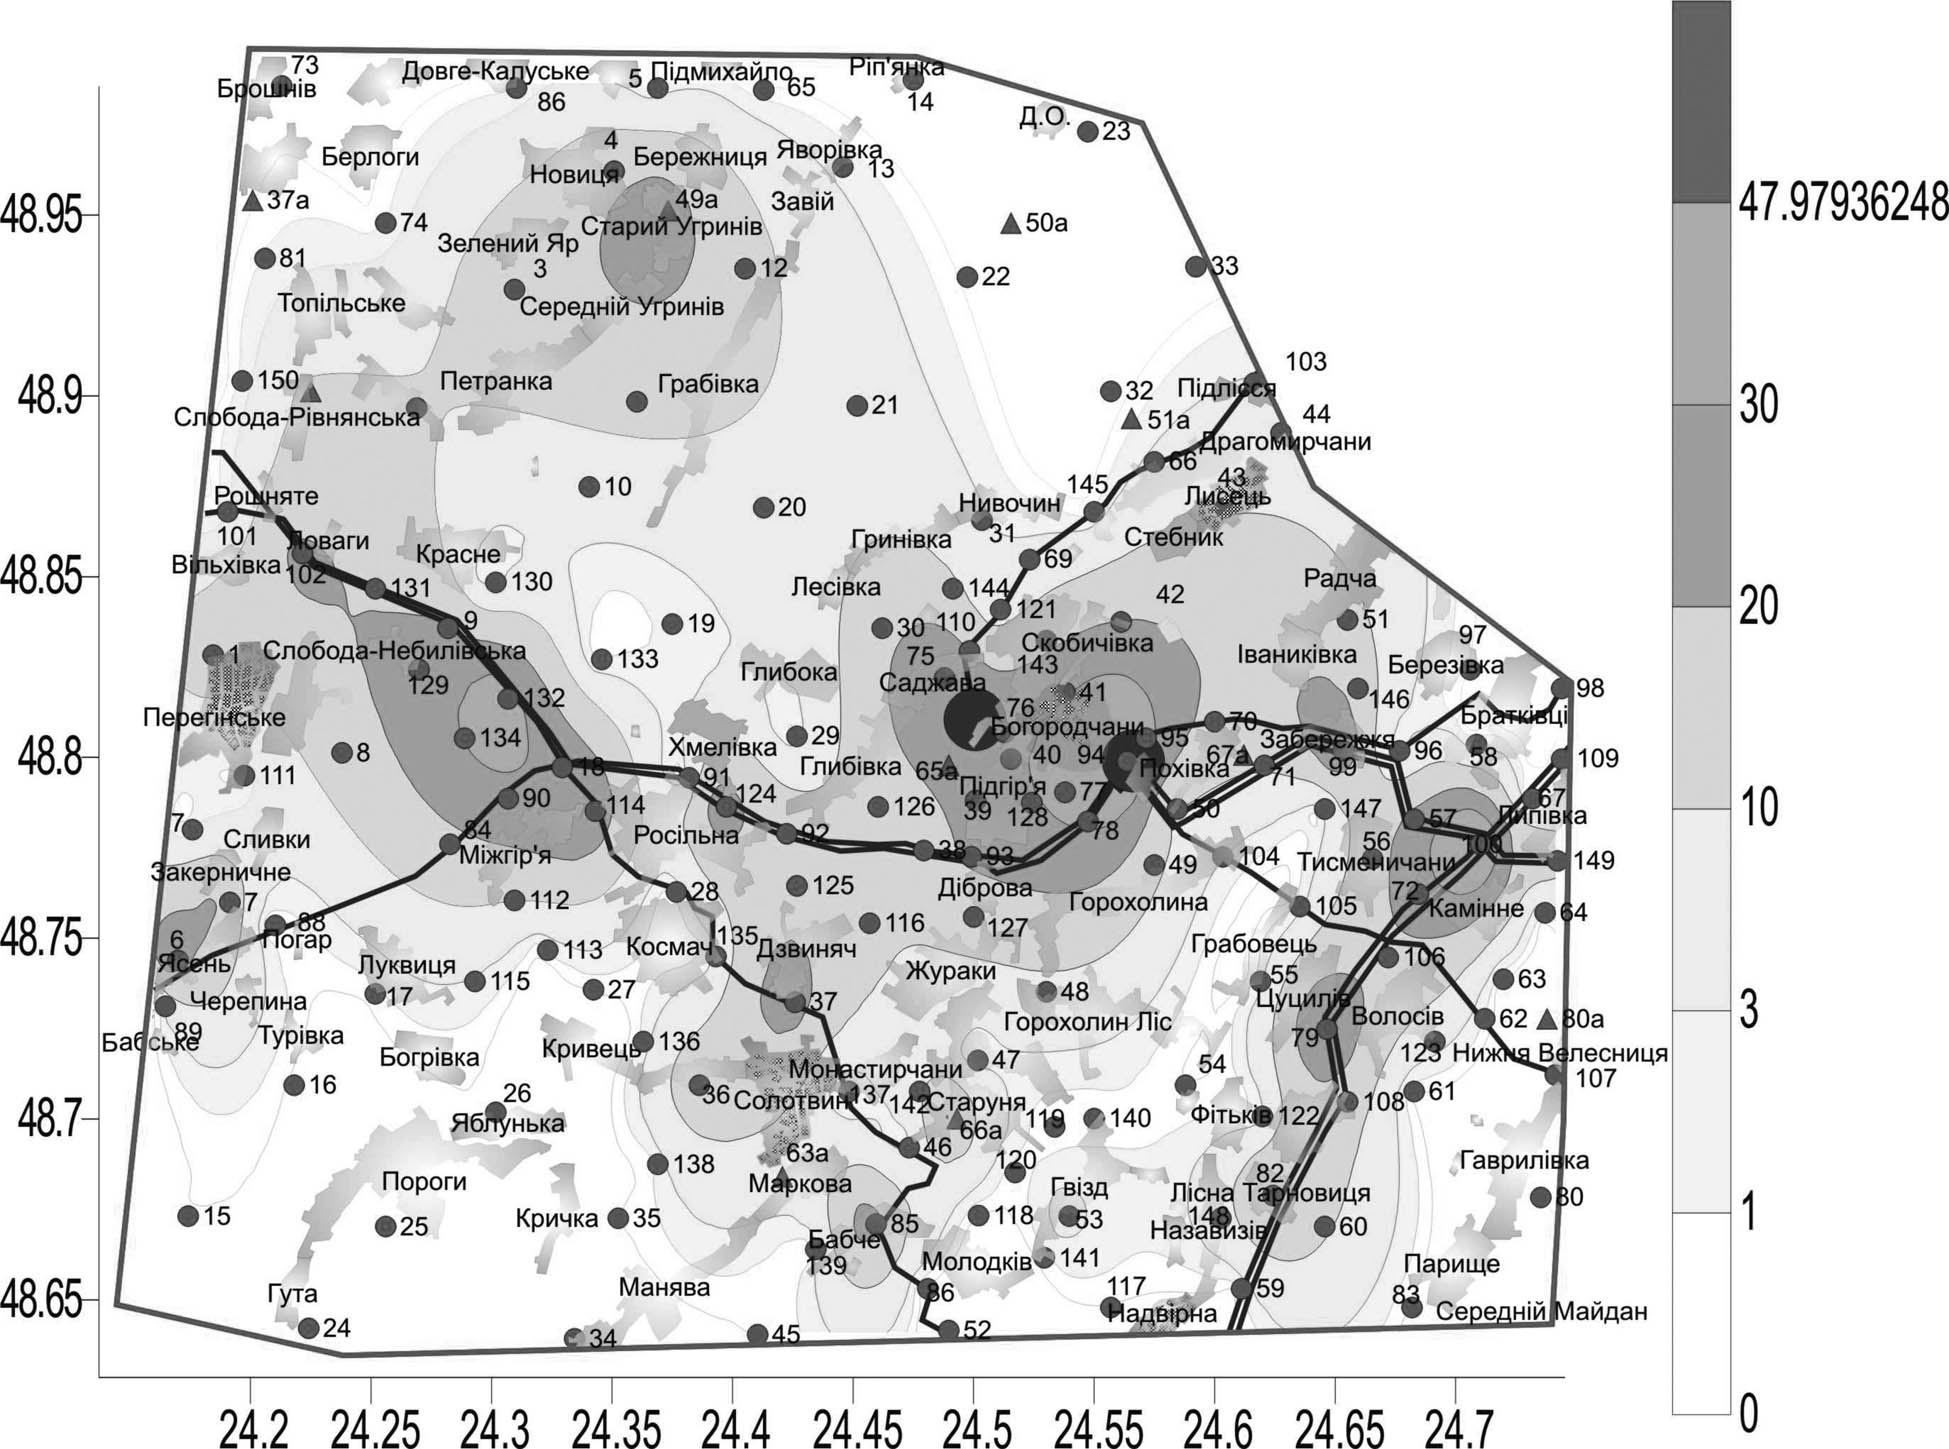 73
Брошнів
Довге-Калуське
86
5
Підмихайло
65
Ріп'янка
14
Д.О.
23
Берлоги
4
Бережниця
Новиця
Яворівка
13
37а
49а
Завій
48.95
74
Старий Угринів
50а
Зелений Яр
81
3
12
22
33
Топільське
Середній Угринів
103
150
Петранка
Грабівка
32
Підлісся
48.9
Слобода-Рівнянська
21
51а
44
Драгомирчани
66
43
10
145
Лисець
Рошняте
20
Нивочин
31
101
Ловаги
Красне
Гринівка
Стебник
Вільхівка
102
69
48.85
131
130
Лесівка
144
Радча
42
9
19
30
110
121
51
1
Слобода-Небилівська
133
75
143
Скобичівка
Іваниківка
97
Березівка
129
Глибока
Саджава
98
132
41
146
Перегінське
76
Богородчани
70
Братківці
134
Хмелівка
29
95
Забережжя
8
40
94
67а
96
58
48.8
111
18
91
Глибівка
65а
Похівка
71
99
109
90
124
126
Підгір'я
77
67
114
39
128
50
147
57
Липівка
7
Сливки
84
Росільна
92
78
56
100
Міжгір'я
38
93
104
Тисменичани
149
Закерничне
125
Діброва
49
7
112
28
Горохолина
105
72
Камінне
64
48.75
6
88
Погар
116
127
Ясень
Луквиця
113
Космач
135
Дзвиняч
Грабовець
106
17
115
27
Жураки
48
55
63
Черепина
37
Цуцилів
89
Горохолин Ліс
Волосів
62
80а
Бабське
Турівка
Богрівка
Кривець
136
47
79
123
Нижня Велесниця
16
Монастирчани
54
107
26
36
Солотвин
137
142
Старуня
61
48.7
Яблунька
66а
119
140
Фітьків
122
108
46
138
63а
120
82
Гаврилівка
Пороги
Маркова
Гвізд
Лісна Тарновиця
80
15
Кричка
35
85
118
53
148
25
Бабче
Назавизів
60
139
Молодків
141
Парище
Гута
Манява
86
117
59
83
48.65
Надвірна
Середній Майдан
24
34
45
52
24.2
24.25
24.3
24.35
24.4
24.45
24.5
24.55
24.6
24.65
24.7
47.97936248
30
20
10
3
1
0